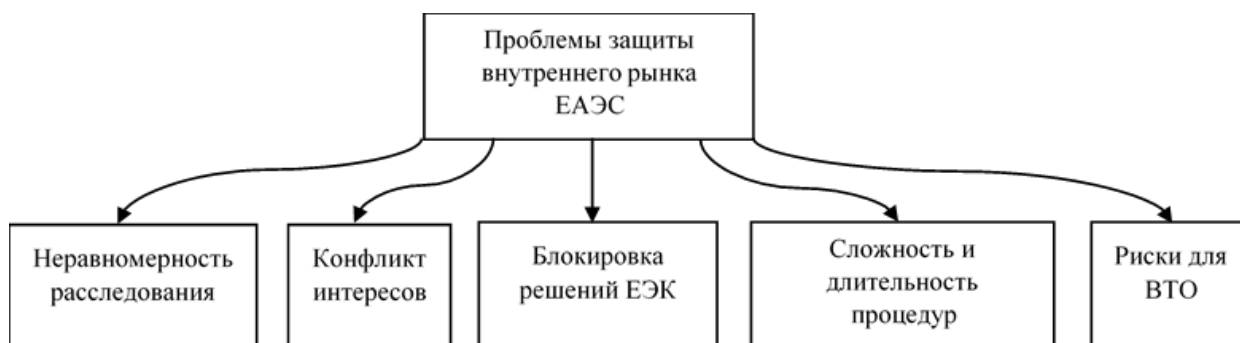 Проблемы защиты
внутреннего рынка
ЕАЭС
Неравномерность
расследования
Конфликт
интересов
Блокировка
решений ЕЭК
Сложность и
длительность
процедур
Риски для
ВТО